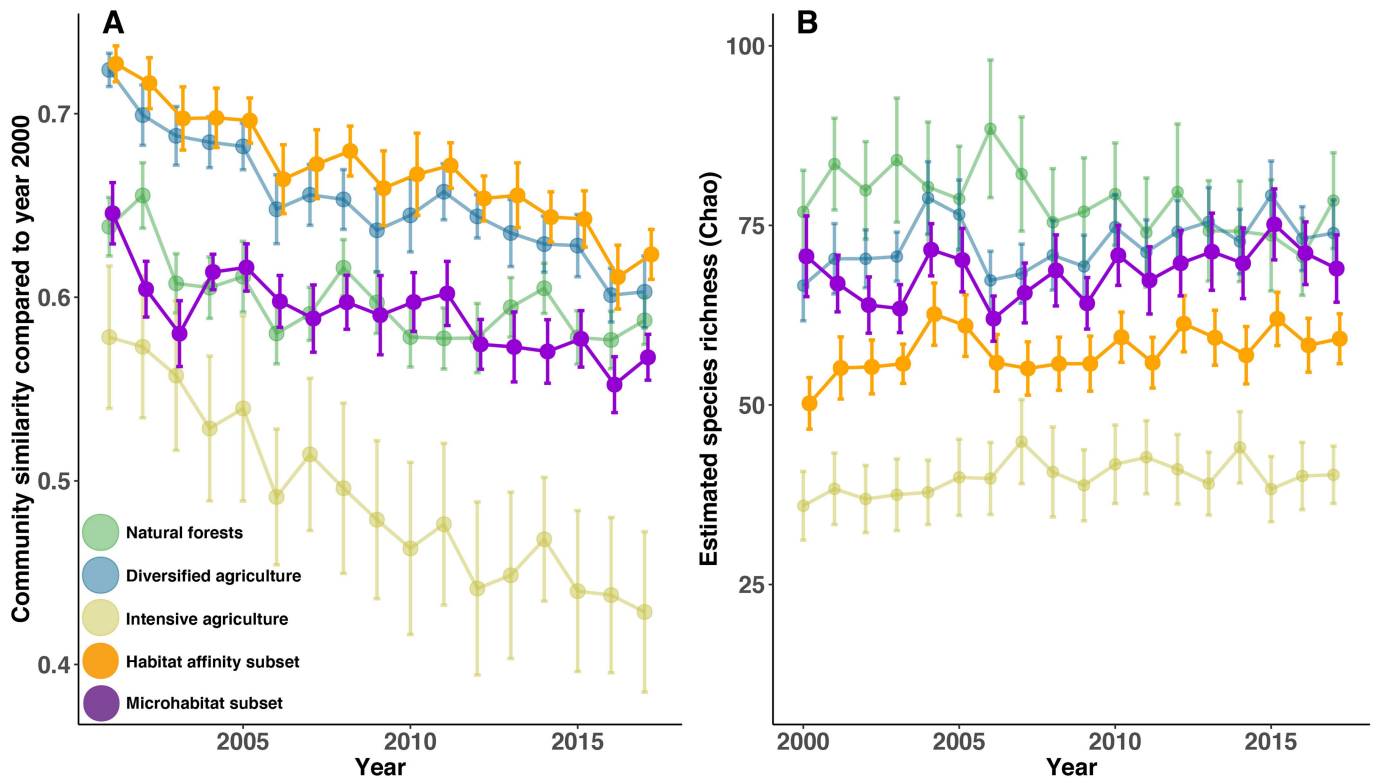 A
Community similarity compared to year 2000
0.7
0.6
0.5
0.4
Natural forests
Diversified agriculture
Intensive agriculture
Habitat affinity subset
Microhabitat subset
2005 2010 2015
Year
B
Estimated species richness (Chao)
100
75
50
25
2000 2005 2010 2015
Year